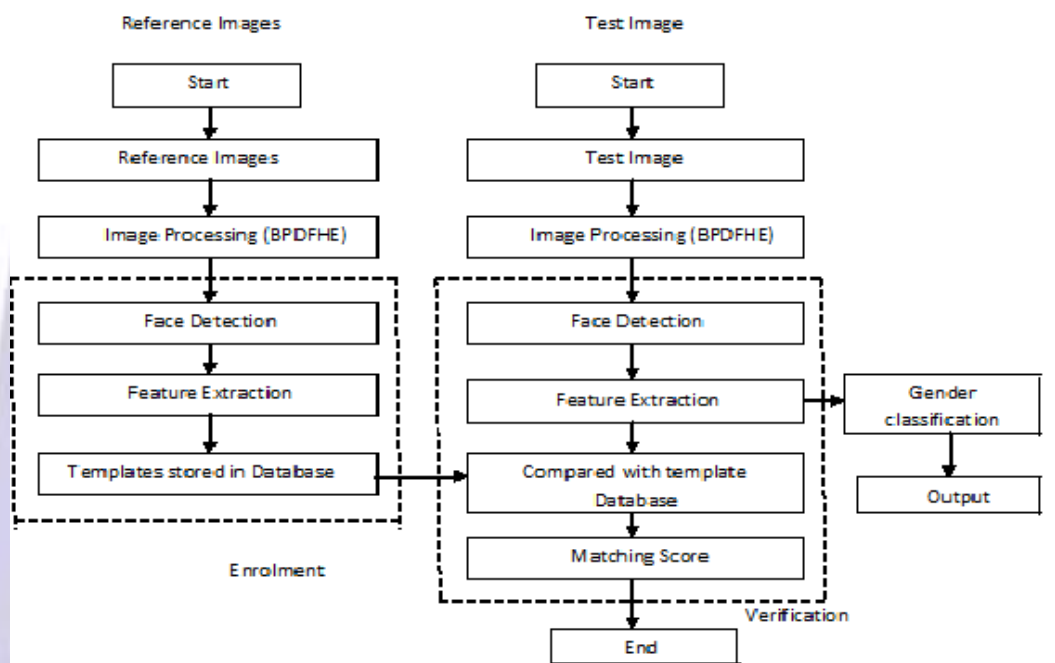 Reference Images
Test Image
Start
Reference Images
Image Processing (BPDFHE)
Face Detection
Feature Extraction
Templates stored in Database
Enrolment
Start
Test Image
Image Processing (BPDFHE)
Face Detection
Feature Extraction
Compared with template
Database
Matching Score
Verification
End
Gender
classification
Output